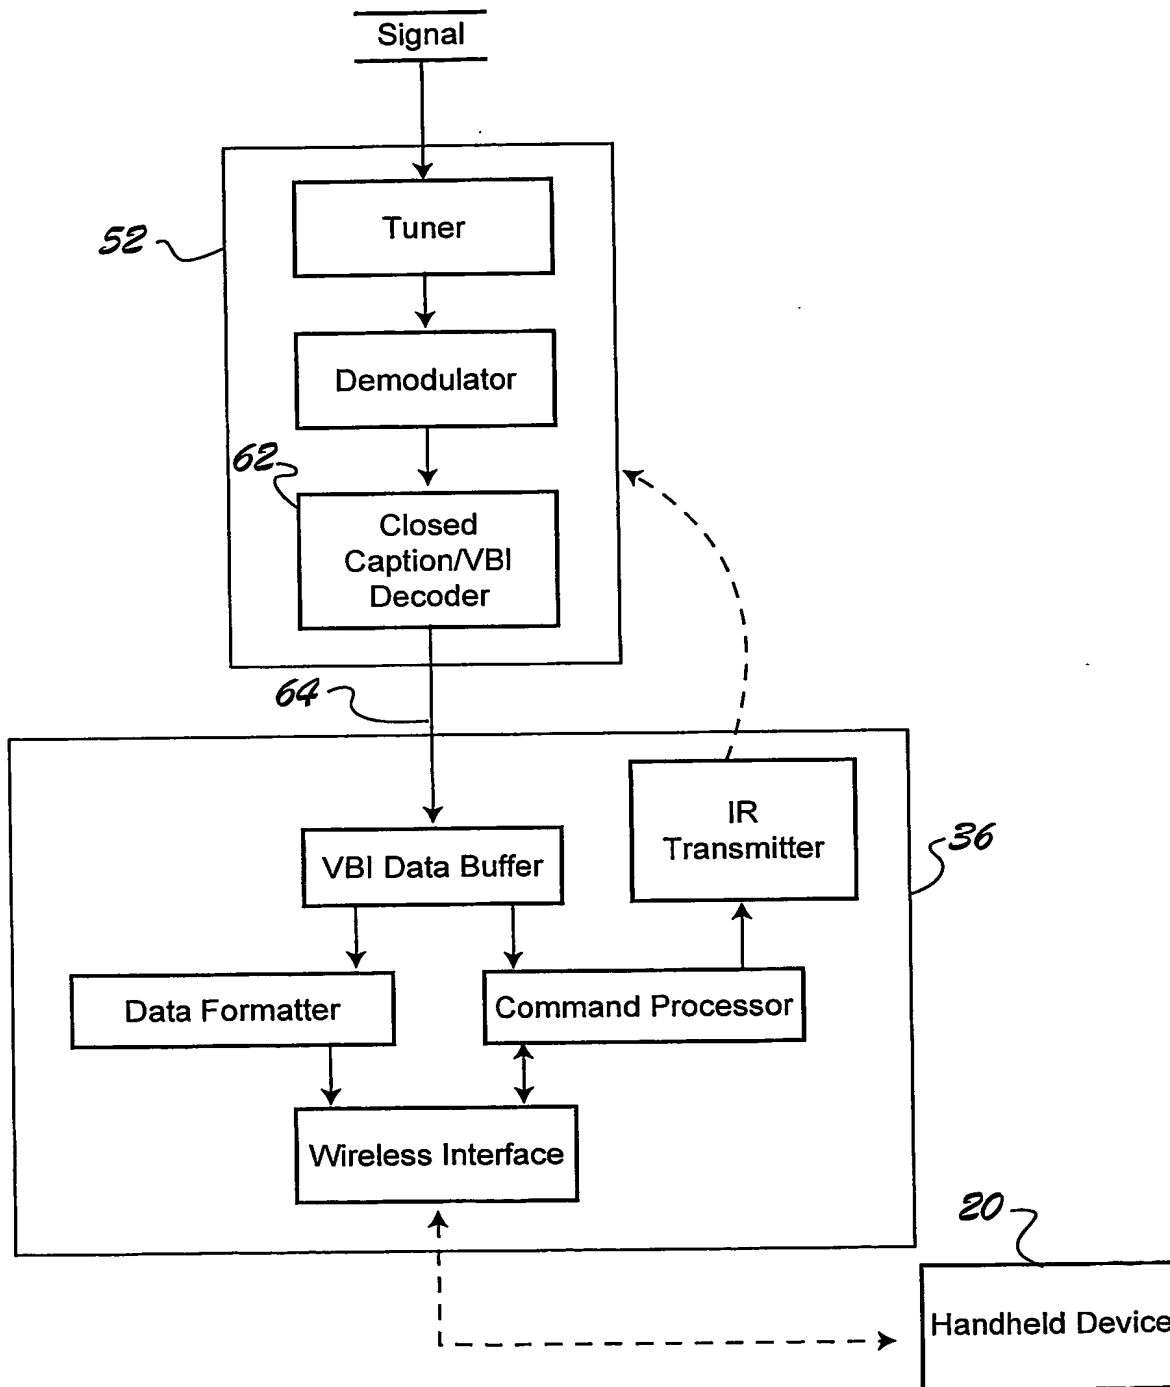 Signal
Tuner
52
Demodulator
62
Closed
Caption/VBI
Decoder
64
IR
Transmitter
36
VBI Data Buffer
Data Formatter
Command Processor
Wireless Interface
20
Handheld Device